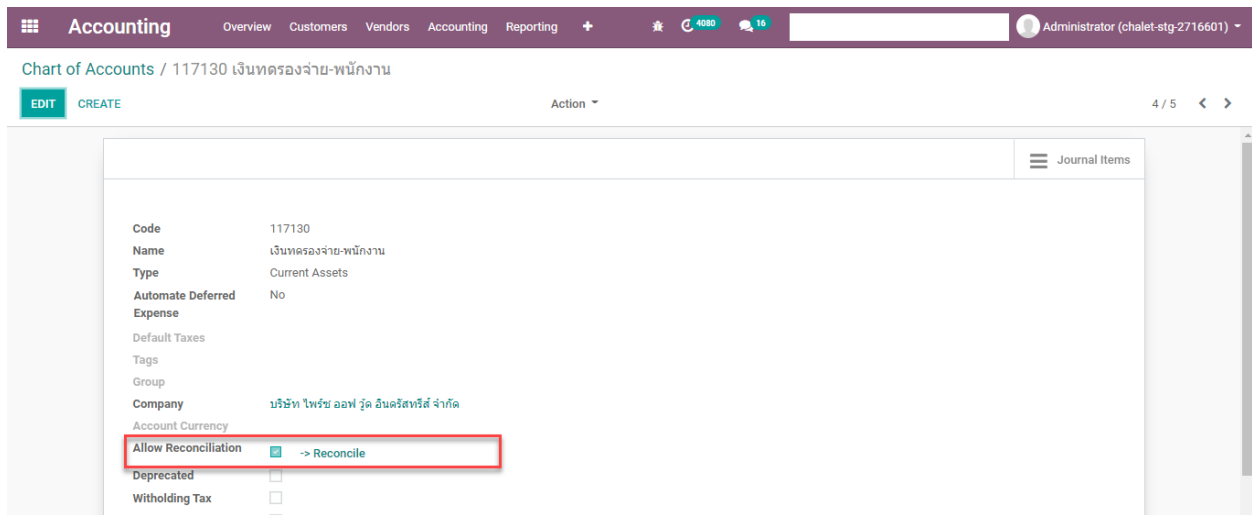 Accounting Overview Customers Vendors Accounting Reporting + 4080 16 Administrator (chalet-stg-2716601)
Chart of Accounts / 117130 เงินทดรองจ่าย-พนักงาน
EDIT CREATE Action 4 / 5
Journal Items
Code 117130
Name เงินทดรองจ่าย-พนักงาน
Type Current Assets
Automate Deferred No
Expense
Default Taxes
Tags
Group
Company บริษัท ไพร์ซ ออฟ วู้ด อินดรัสทรีส์ จำกัด
Account Currency
Allow Reconciliation -> Reconcile
Deprecated
Witholding Tax